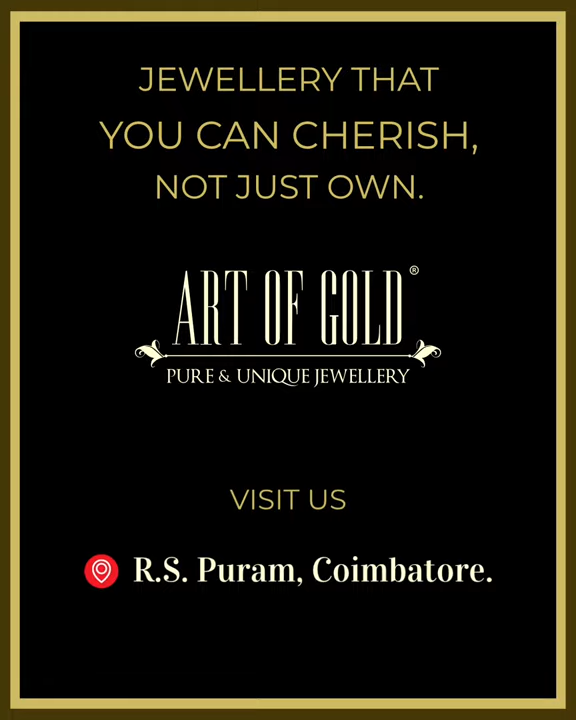 JEWELLERY THAT
YOU CAN CHERISH,
NOT JUST OWN.
ART OF GOLD®
PURE & UNIQUE JEWELLERY
VISIT US
R.S. Puram, Coimbatore.